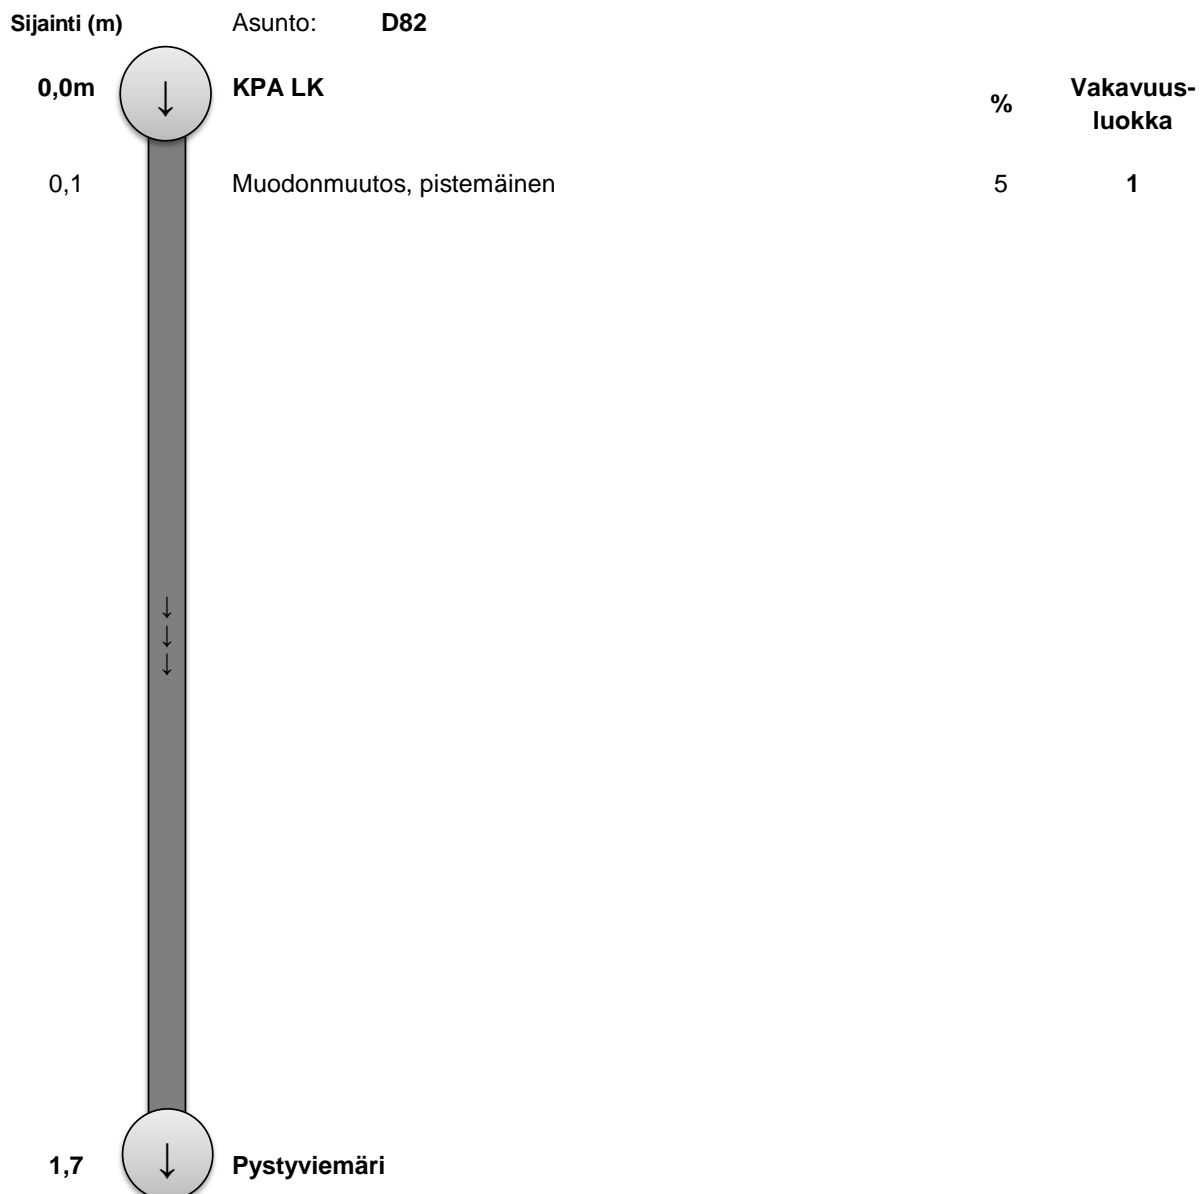 Sijainti (m) Asunto: D82
0,0m ↓ KPA LK % Vakavuus-
luokka
0,1 Muodonmuutos, pistemäinen 5 1
↓
↓
↓
1,7 ↓ Pystyviemäri